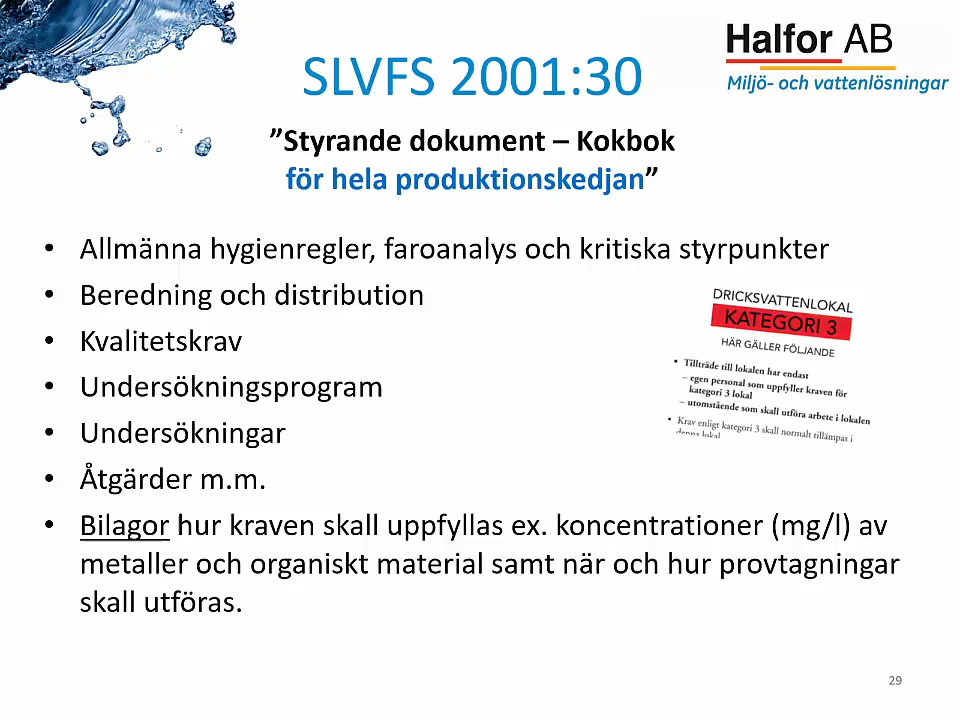 Halfor AB
Miljö- och vattenlösningar
SLVFS 2001:30
”Styrande dokument – Kokbok
för hela produktionskedjan”
• Allmänna hygienregler, faroanalys och kritiska styrpunkter
• Beredning och distribution
• Kvalitetskrav
• Undersökningsprogram
• Undersökningar
• Åtgärder m.m.
• Bilagor hur kraven skall uppfyllas ex. koncentrationer (mg/l) av
metaller och organiskt material samt när och hur provtagningar
skall utföras.
DRICKSVATTENLOKAL
KATEGORI 3
HÄR GÄLLER FÖLJANDE
• Tillträde till lokalen har endast
– egen personal som uppfyller kraven för
kategori 3 lokal
– utomstående som skall utföra arbete i lokalen
• Krav enligt kategori 3 skall normalt tillämpas i
denna lokal
29